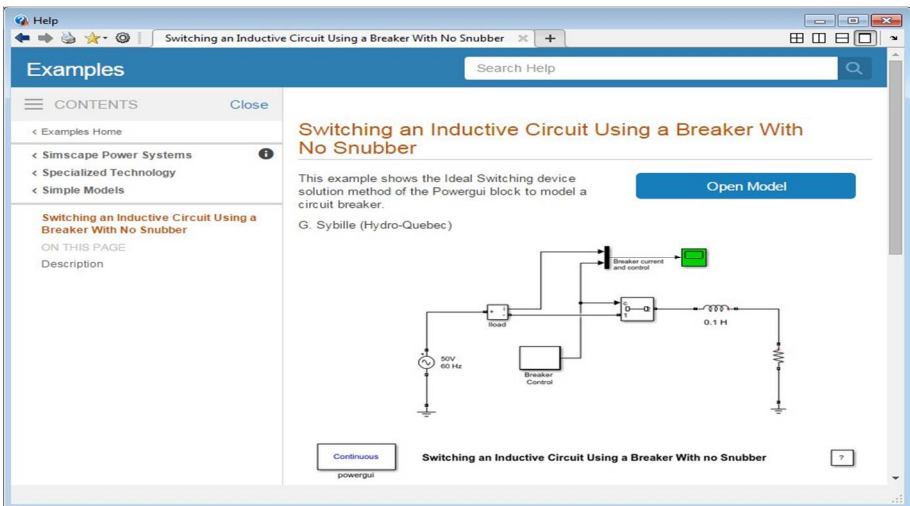 Help
Switching an Inductive Circuit Using a Breaker With No Snubber
Examples
Search Help
CONTENTS
Close
< Examples Home
< Simscape Power Systems
< Specialized Technology
< Simple Models
Switching an Inductive Circuit Using a
Breaker With No Snubber
ON THIS PAGE
Description
Switching an Inductive Circuit Using a Breaker With
No Snubber
This example shows the Ideal Switching device
solution method of the Powergui block to model a
circuit breaker.
Open Model
G. Sybille (Hydro-Quebec)
Breaker current
and control
Iload
c
1
2
0.1 H
50V
60 Hz
Breaker
Control
Continuous
powergui
Switching an Inductive Circuit Using a Breaker With no Snubber
?